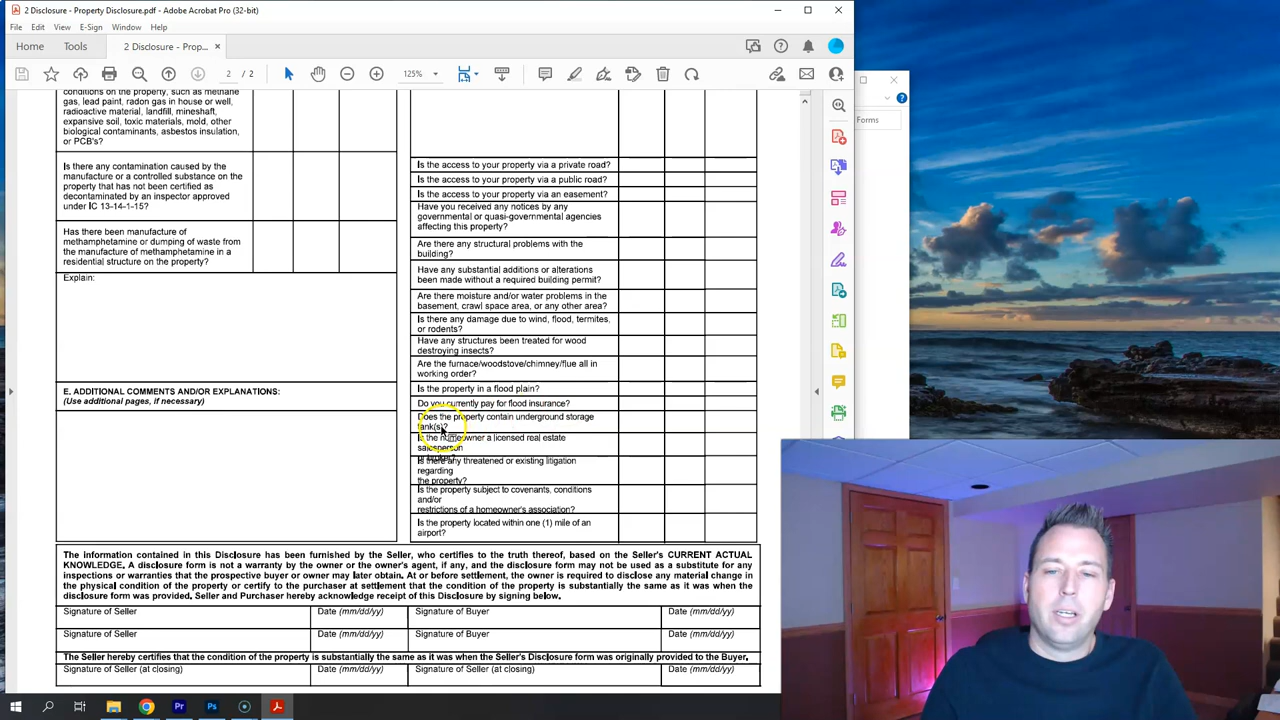 2 Disclosure - Property Disclosure.pdf - Adobe Acrobat Pro (32-bit)
File Edit View E-Sign Window Help
Home Tools 2 Disclosure - Prop... ×
2 / 2
125%
Forms
conditions on the property, such as methane
gas, lead paint, radon gas in house or well,
radioactive material, landfill, mineshaft,
expansive soil, toxic materials, mold, other
biological contaminants, asbestos insulation,
or PCB's?
Is there any contamination caused by the
manufacture or a controlled substance on the
property that has not been certified as
decontaminated by an inspector approved
under IC 13-14-1-15?
Has there been manufacture of
methamphetamine or dumping of waste from
the manufacture of methamphetamine in a
residential structure on the property?
Explain:
E. ADDITIONAL COMMENTS AND/OR EXPLANATIONS:
(Use additional pages, if necessary)
Is the access to your property via a private road?
Is the access to your property via a public road?
Is the access to your property via an easement?
Have you received any notices by any
governmental or quasi-governmental agencies
affecting this property?
Are there any structural problems with the
building?
Have any substantial additions or alterations
been made without a required building permit?
Are there moisture and/or water problems in the
basement, crawl space area, or any other area?
Is there any damage due to wind, flood, termites,
or rodents?
Have any structures been treated for wood
destroying insects?
Are the furnace/woodstove/chimney/flue all in
working order?
Is the property in a flood plain?
Do you currently pay for flood insurance?
Does the property contain underground storage
tank(s)?
Is the homeowner a licensed real estate
salesperson
or broker?
Is there any threatened or existing litigation
regarding
the property?
Is the property subject to covenants, conditions
and/or
restrictions of a homeowner's association?
Is the property located within one (1) mile of an
airport?
The information contained in this Disclosure has been furnished by the Seller, who certifies to the truth thereof, based on the Seller's CURRENT ACTUAL
KNOWLEDGE. A disclosure form is not a warranty by the owner or the owner's agent, if any, and the disclosure form may not be used as a substitute for any
inspections or warranties that the prospective buyer or owner may later obtain. At or before settlement, the owner is required to disclose any material change in
the physical condition of the property or certify to the purchaser at settlement that the condition of the property is substantially the same as it was when the
disclosure form was provided. Seller and Purchaser hereby acknowledge receipt of this Disclosure by signing below.
Signature of Seller Date (mm/dd/yy) Signature of Buyer Date (mm/dd/yy)
Signature of Seller Date (mm/dd/yy) Signature of Buyer Date (mm/dd/yy)
The Seller hereby certifies that the condition of the property is substantially the same as it was when the Seller's Disclosure form was originally provided to the Buyer.
Signature of Seller (at closing) Date (mm/dd/yy) Signature of Seller (at closing) Date (mm/dd/yy)